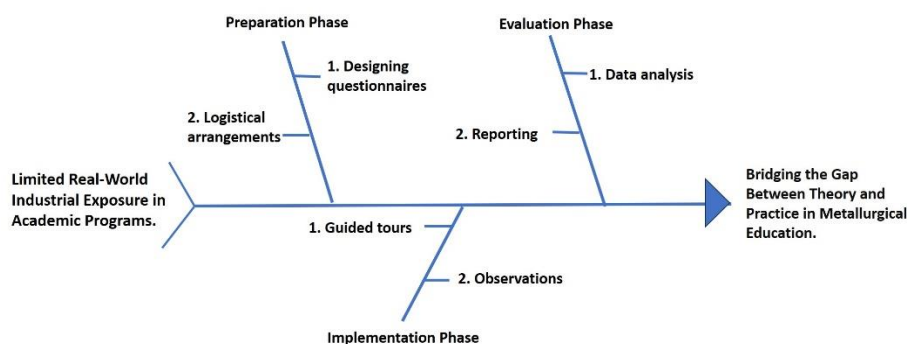 Preparation Phase
Evaluation Phase
1. Designing
questionnaires
1. Data analysis
2. Logistical
arrangements
2. Reporting
Limited Real-World
Industrial Exposure in
Academic Programs.
Bridging the Gap
Between Theory and
Practice in Metallurgical
Education.
1. Guided tours
2. Observations
Implementation Phase